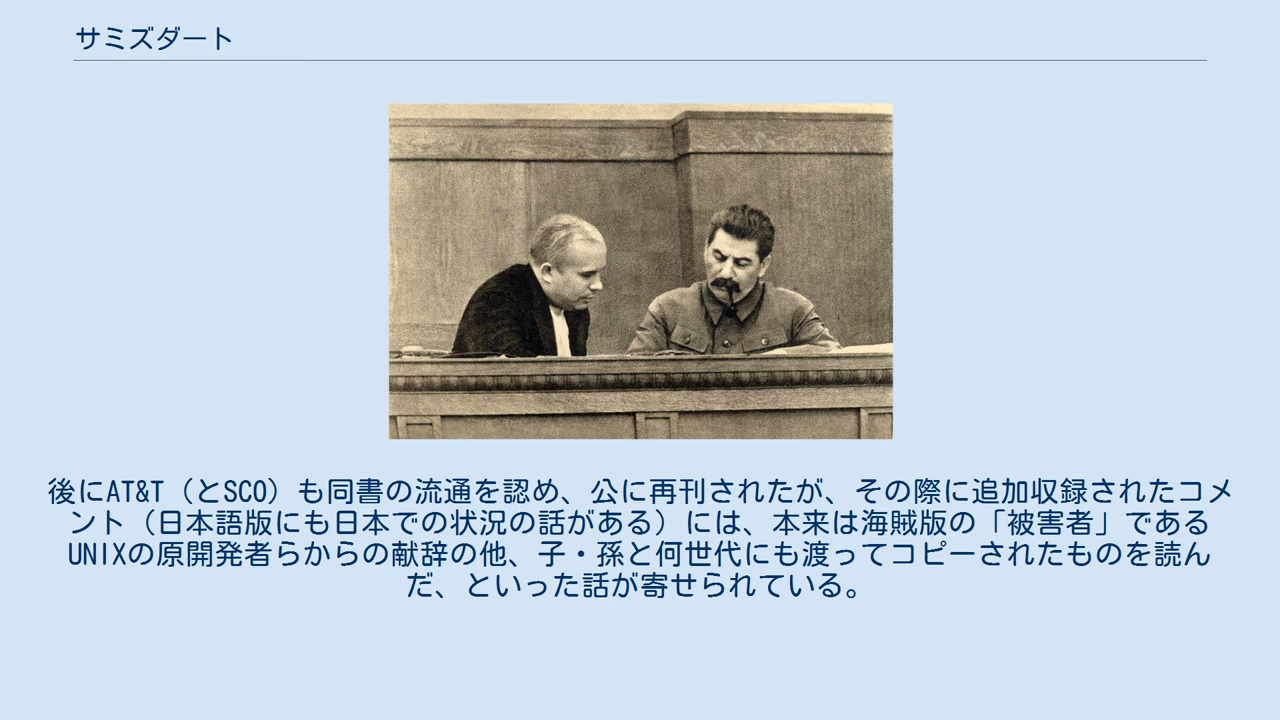 サミズダート
後にAT&T（とSCO）も同書の流通を認め、公に再刊されたが、その際に追加収録されたコメ
ント（日本語版にも日本での状況の話がある）には、本来は海賊版の「被害者」である
UNIXの原開発者らからの献辞の他、子・孫と何世代にも渡ってコピーされたものを読ん
だ、といった話が寄せられている。